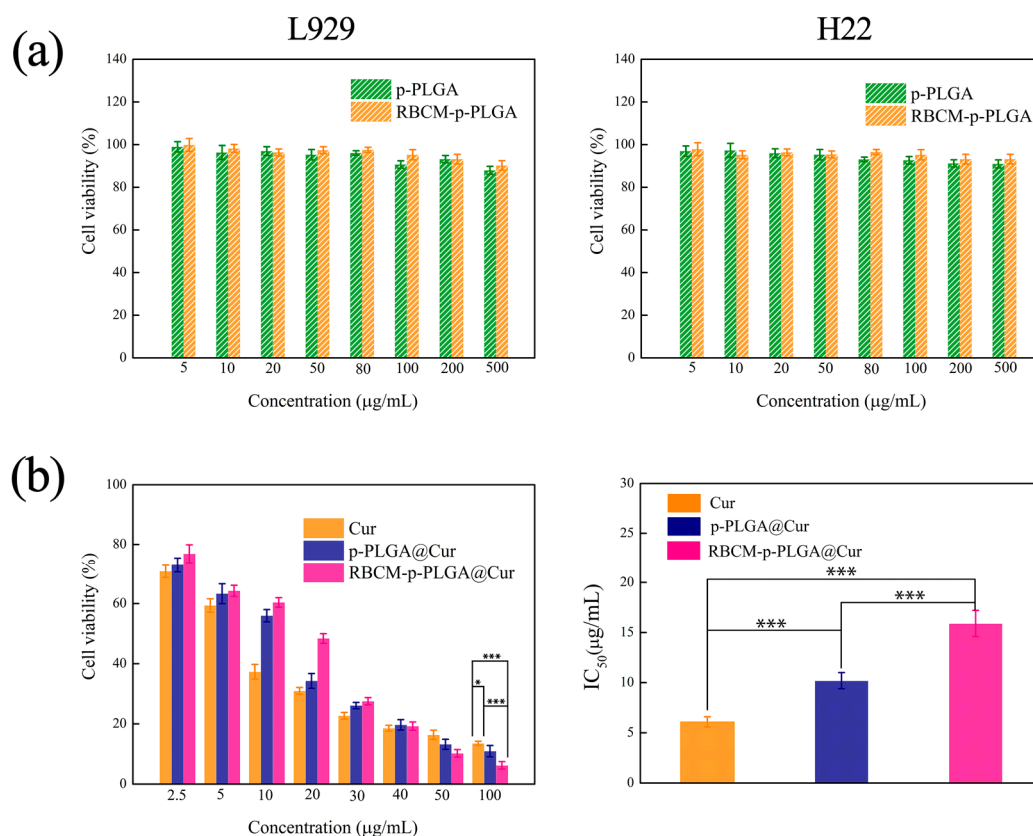 (a)
L929
140
120
100
80
60
40
20
0
Cell viability (%)
p-PLGA
RBCM-p-PLGA
5 10 20 50 80 100 200 500
Concentration (μg/mL)
H22
140
120
100
80
60
40
20
0
Cell viability (%)
p-PLGA
RBCM-p-PLGA
5 10 20 50 80 100 200 500
Concentration (μg/mL)
(b)
100
80
60
40
20
0
Cell viability (%)
Cur
p-PLGA@Cur
RBCM-p-PLGA@Cur
***
*
***
2.5 5 10 20 30 40 50 100
Concentration (μg/mL)
30
25
20
15
10
5
0
IC50(μg/mL)
Cur
p-PLGA@Cur
RBCM-p-PLGA@Cur
***
***
***